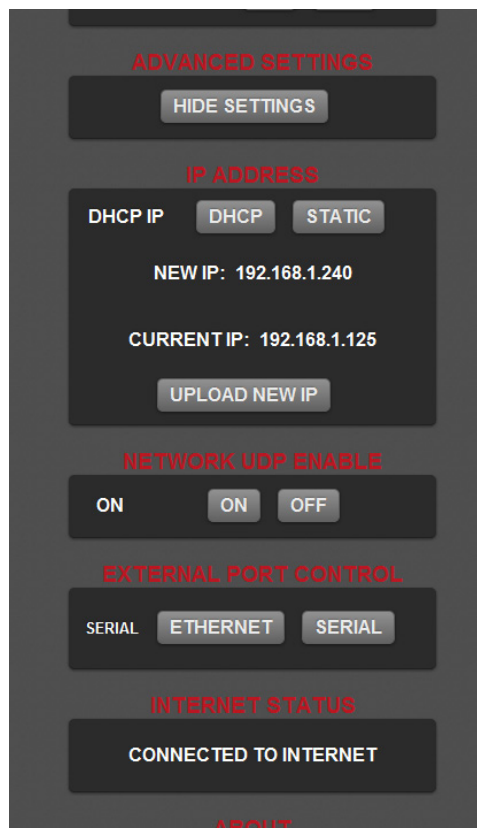 ADVANCED SETTINGS
HIDE SETTINGS
IP ADDRESS
DHCP IP DHCP STATIC
NEW IP: 192.168.1.240
CURRENT IP: 192.168.1.125
UPLOAD NEW IP
NETWORK UDP ENABLE
ON ON OFF
EXTERNAL PORT CONTROL
SERIAL ETHERNET SERIAL
INTERNET STATUS
CONNECTED TO INTERNET
ABOUT